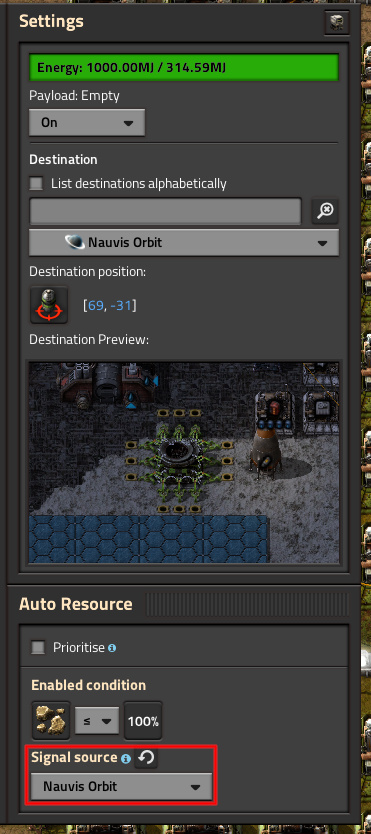 Settings
Energy: 1000.00MJ / 314.59MJ
Payload: Empty
On
Destination
List destinations alphabetically
Nauvis Orbit
Destination position:
[69, -31]
Destination Preview:
Auto Resource
Prioritise
Enabled condition
≤ 100%
Signal source
Nauvis Orbit